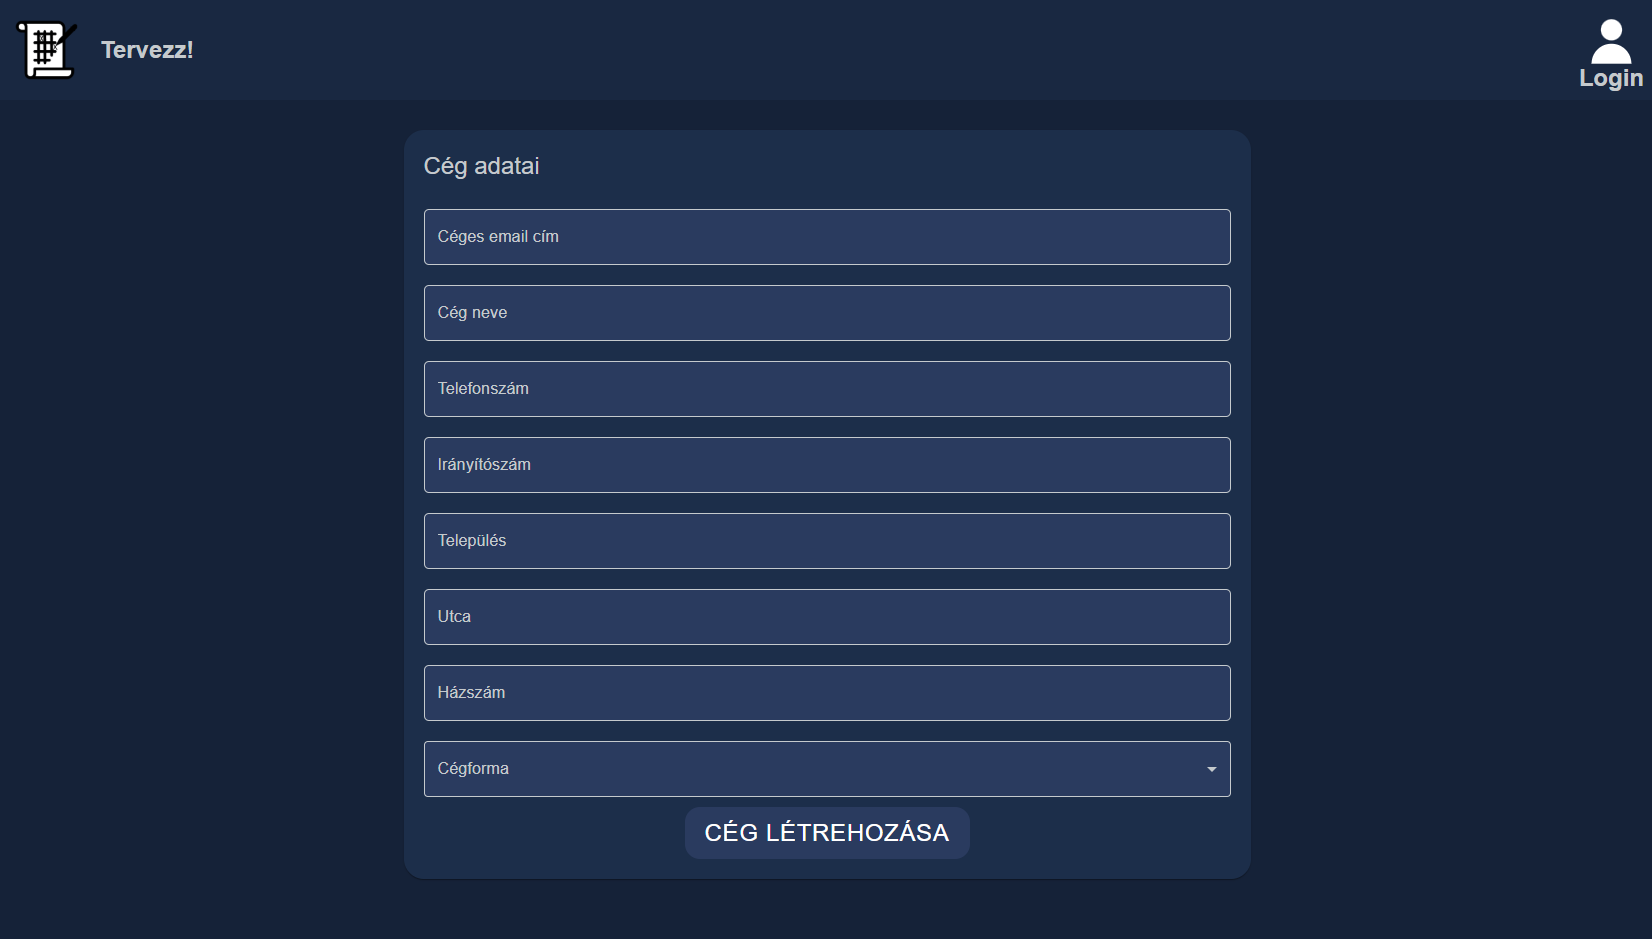 Tervezz!
Login
Cég adatai
Céges email cím
Cég neve
Telefonszám
Irányítószám
Település
Utca
Házszám
Cégforma
CÉG LÉTREHOZÁSA